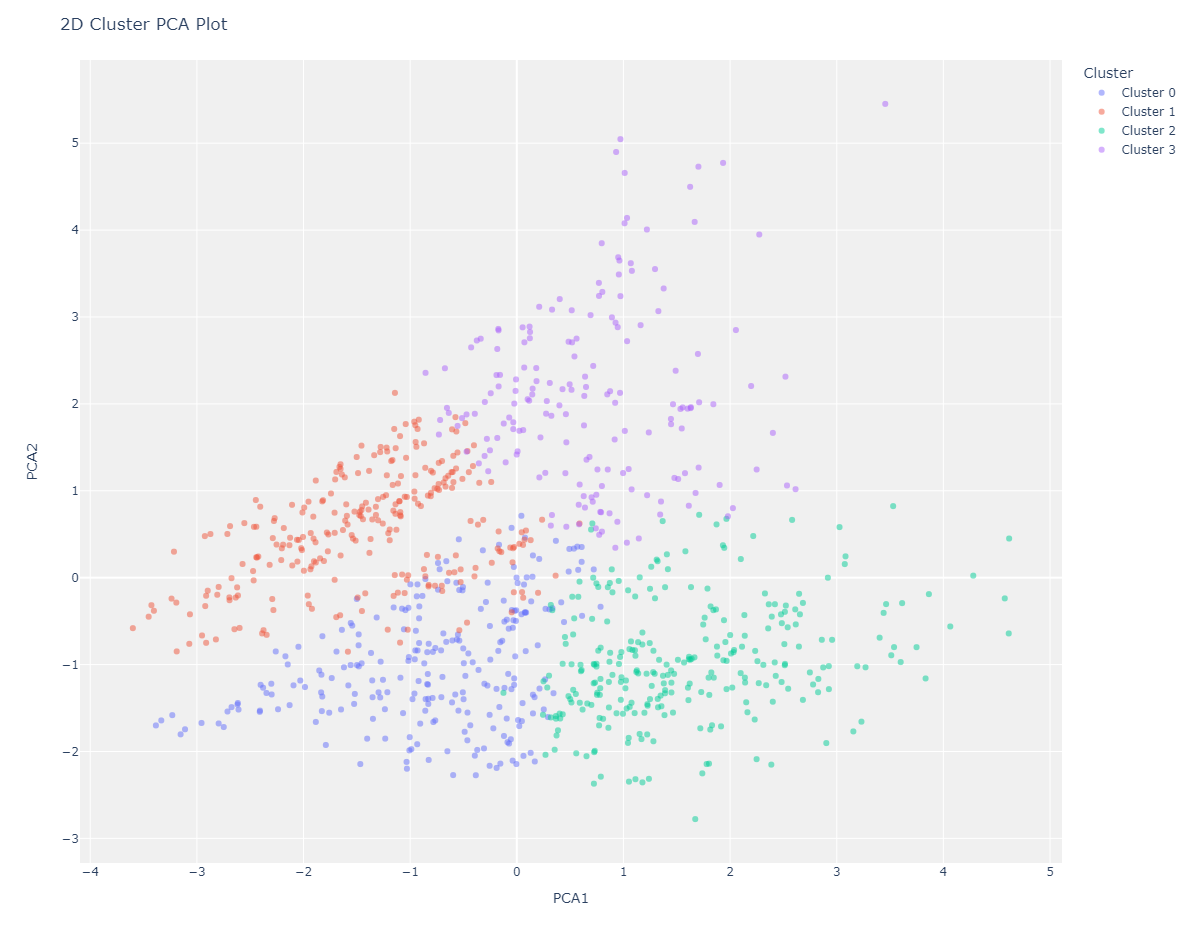 2D Cluster PCA Plot
Cluster
Cluster 0
Cluster 1
Cluster 2
Cluster 3
5
4
3
2
1
0
−1
−2
−3
PCA2
−4 −3 −2 −1 0 1 2 3 4 5
PCA1